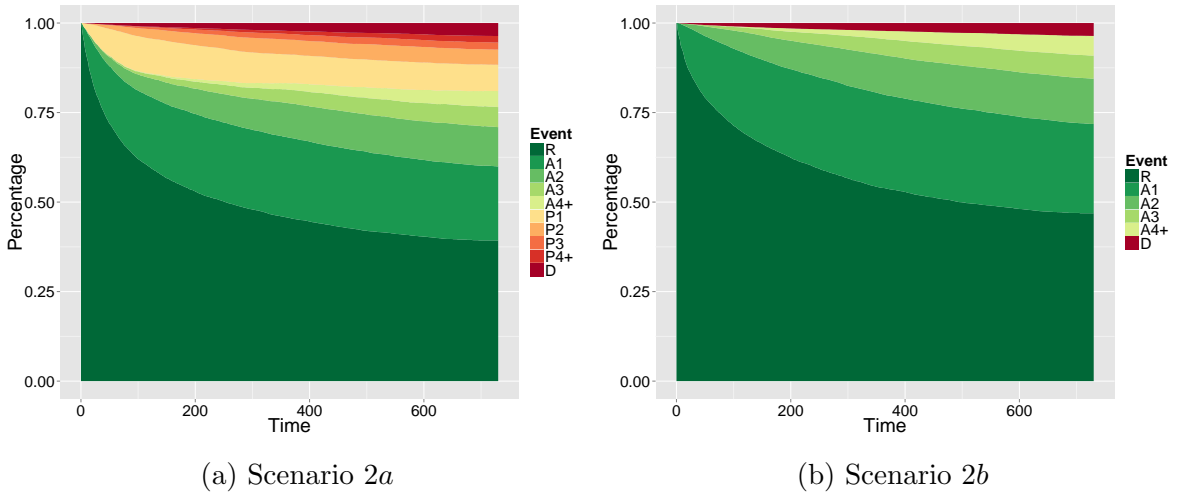 1.00
0.75
0.50
0.25
0.00
Percentage
0 200 400 600
Time
Event
R
A1
A2
A3
A4+
P1
P2
P3
P4+
D
(a) Scenario 2a
1.00
0.75
0.50
0.25
0.00
Percentage
0 200 400 600
Time
Event
R
A1
A2
A3
A4+
D
(b) Scenario 2b